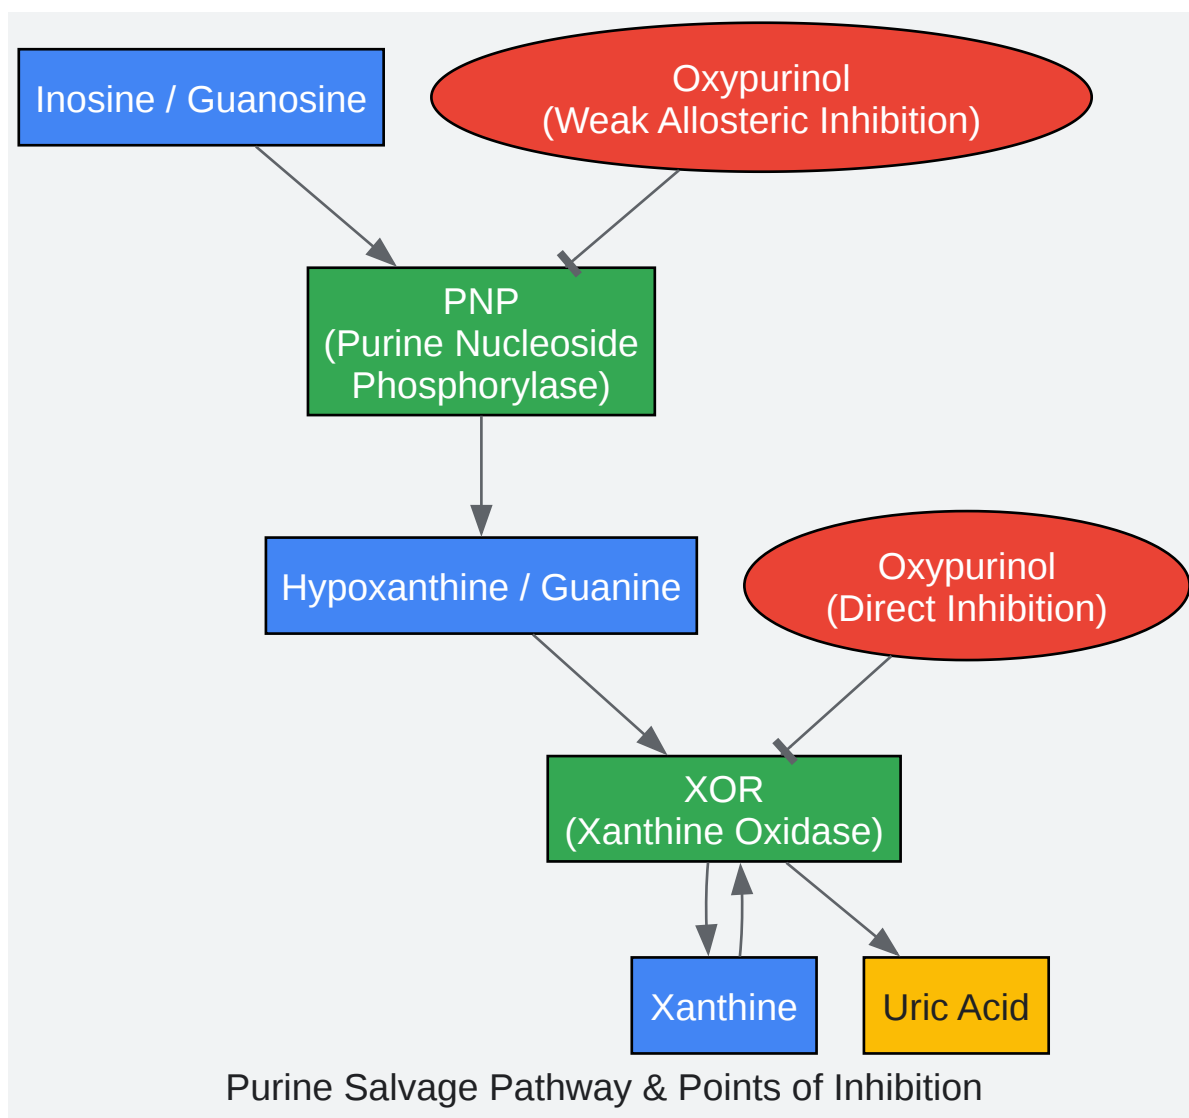 Inosine / Guanosine
Oxypurinol
(Weak Allosteric Inhibition)
PNP
(Purine Nucleoside
Phosphorylase)
Hypoxanthine / Guanine
Oxypurinol
(Direct Inhibition)
XOR
(Xanthine Oxidase)
Xanthine
Uric Acid
Purine Salvage Pathway & Points of Inhibition